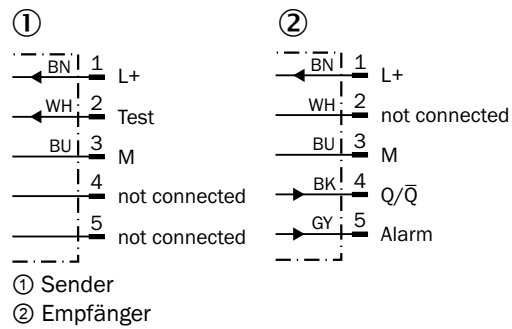 ① ②
BN 1 L+
WH 2 Test
BU 3 M
4 not connected
5 not connected
BN 1 L+
WH 2 not connected
BU 3 M
BK 4 Q/Q̅
GY 5 Alarm
① Sender
② Empfänger